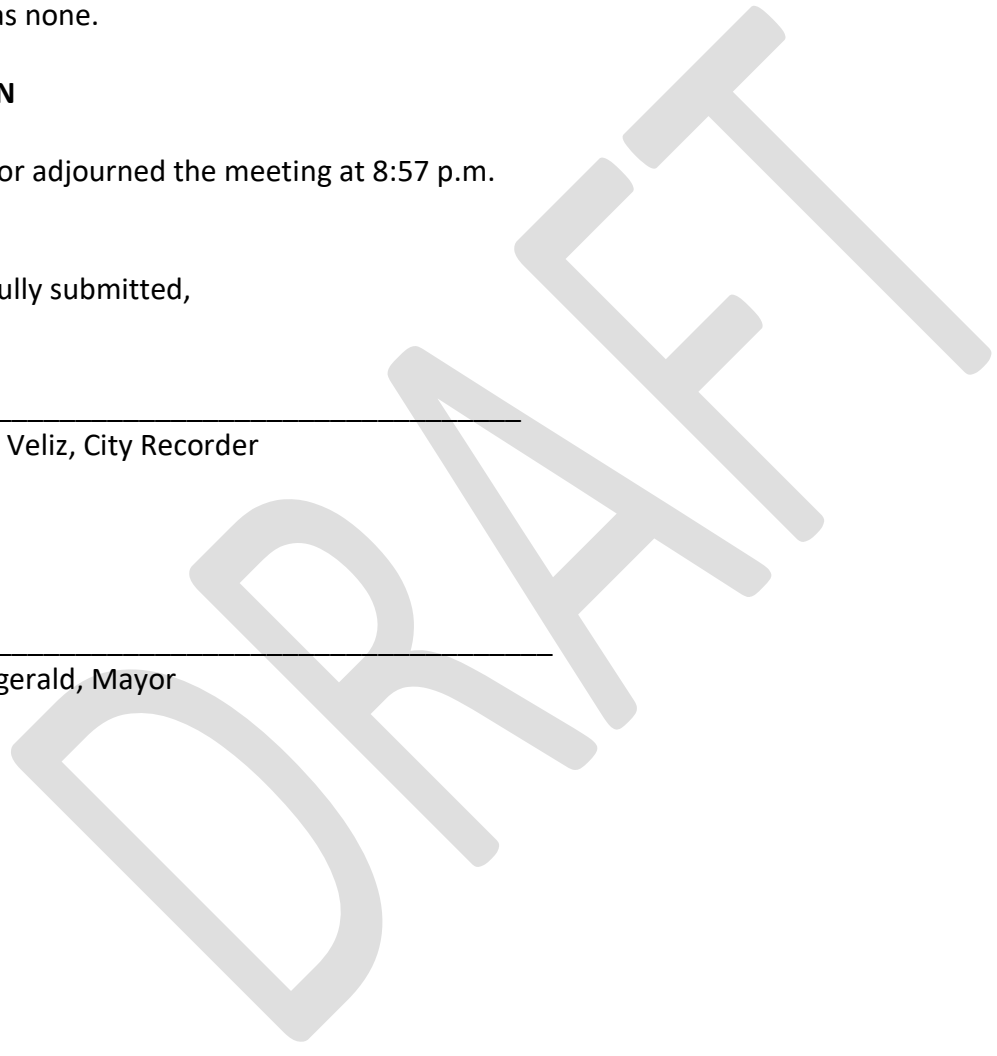 as none.
N
or adjourned the meeting at 8:57 p.m.
ully submitted,
Veliz, City Recorder
gerald, Mayor
DRAFT